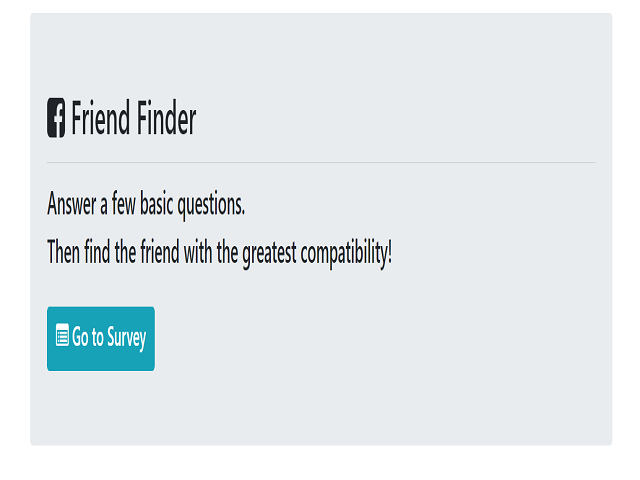 Friend Finder
Answer a few basic questions.
Then find the friend with the greatest compatibility!
Go to Survey